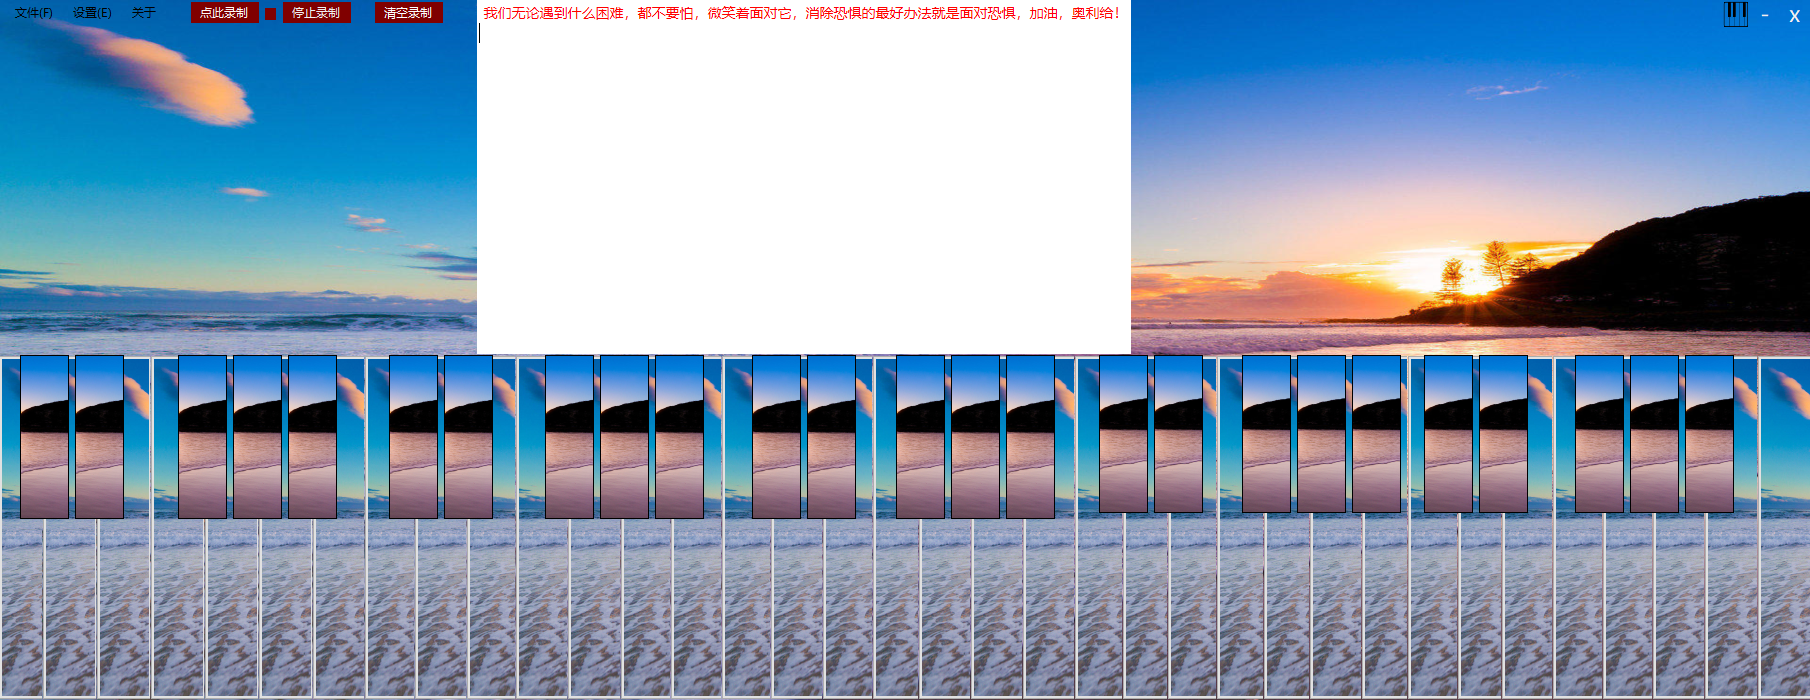 文件(F) 设置(E) 关于 点此录制 停止录制 清空录制
我们无论遇到什么困难，都不要怕，微笑着面对它，消除恐惧的最好办法就是面对恐惧，加油，奥利给！
- X